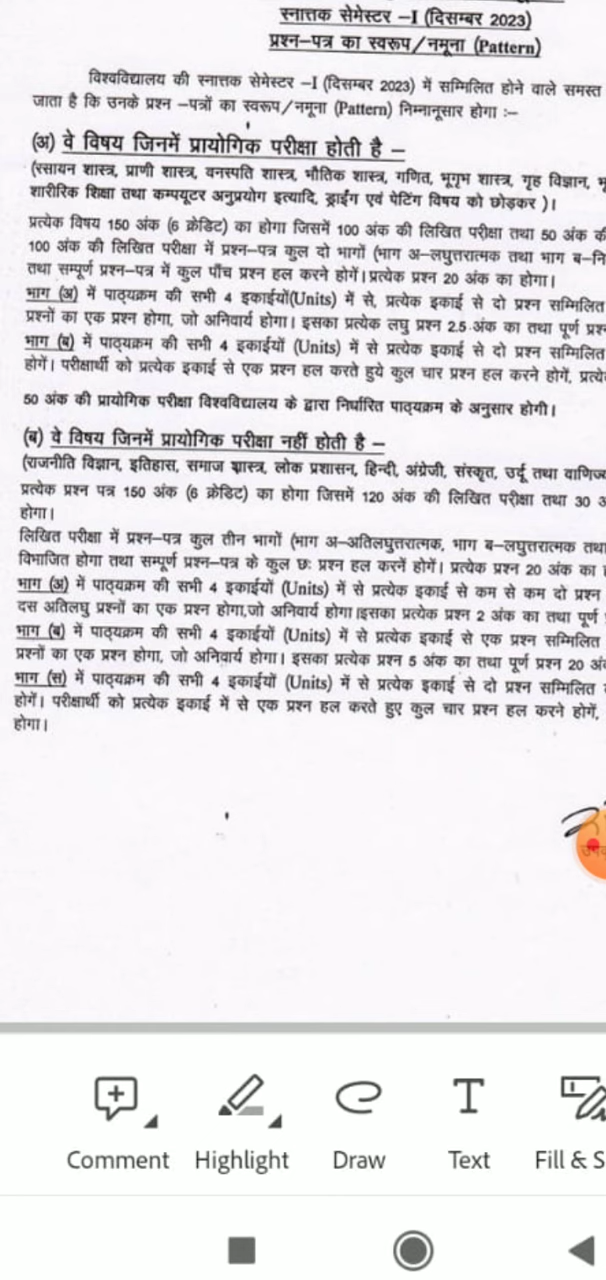 स्नात्तक सेमेस्टर –I (दिसम्बर 2023)
प्रश्न–पत्र का स्वरूप/नमूना (Pattern)
विश्वविद्यालय की स्नात्तक सेमेस्टर –I (दिसम्बर 2023) में सम्मिलित होने वाले समस्त
जाता है कि उनके प्रश्न –पत्रों का स्वरूप/नमूना (Pattern) निम्नानुसार होगा :–
(अ) वे विषय जिनमें प्रायोगिक परीक्षा होती है –
(रसायन शास्त्र, प्राणी शास्त्र, वनस्पति शास्त्र, भौतिक शास्त्र, गणित, भूगृभ शास्त्र, गृह विज्ञान,
शारीरिक शिक्षा तथा कम्पयूटर अनुप्रयोग इत्यादि, ड्राईंग एवं पेटिंग विषय को छोड़कर )।
प्रत्येक विषय 150 अंक (6 क्रेडिट) का होगा जिसमें 100 अंक की लिखित परीक्षा तथा 50 अंक
100 अंक की लिखित परीक्षा में प्रश्न–पत्र कुल दो भागों (भाग अ–लघुत्तरात्मक तथा भाग ब–नि
तथा सम्पूर्ण प्रश्न–पत्र में कुल पाँच प्रश्न हल करने होगें। प्रत्येक प्रश्न 20 अंक का होगा।
भाग (अ) में पाठ्यक्रम की सभी 4 इकाईयों(Units) में से, प्रत्येक इकाई से दो प्रश्न सम्मिलित
प्रश्नों का एक प्रश्न होगा, जो अनिवार्य होगा। इसका प्रत्येक लघु प्रश्न 2.5 अंक का तथा पूर्ण प्रश्न
भाग (ब) में पाठ्यक्रम की सभी 4 इकाईयों (Units) में से प्रत्येक इकाई से दो प्रश्न सम्मिलित
होगें। परीक्षार्थी को प्रत्येक इकाई से एक प्रश्न हल करते हुये कुल चार प्रश्न हल करने होगें, प्रत्ये
50 अंक की प्रायोगिक परीक्षा विश्वविद्यालय के द्वारा निर्धारित पाठ्यक्रम के अनुसार होगी।
(ब) वे विषय जिनमें प्रायोगिक परीक्षा नहीं होती है –
(राजनीति विज्ञान, इतिहास, समाज शास्त्र, लोक प्रशासन, हिन्दी, अंग्रेजी, संस्कृत, उर्दू तथा वाणिज्य
प्रत्येक प्रश्न पत्र 150 अंक (6 क्रेडिट) का होगा जिसमें 120 अंक की लिखित परीक्षा तथा 30 अ
होगा।
लिखित परीक्षा में प्रश्न–पत्र कुल तीन भागों (भाग अ–अतिलघुत्तरात्मक, भाग ब–लघुत्तरात्मक तथा
विभाजित होगा तथा सम्पूर्ण प्रश्न–पत्र के कुल छः प्रश्न हल करनें होगें। प्रत्येक प्रश्न 20 अंक का
भाग (अ) में पाठ्यक्रम की सभी 4 इकाईयों (Units) में से प्रत्येक इकाई से कम से कम दो प्रश्न
दस अतिलघु प्रश्नों का एक प्रश्न होगा,जो अनिवार्य होगा।इसका प्रत्येक प्रश्न 2 अंक का तथा पूर्ण
भाग (ब) में पाठ्यक्रम की सभी 4 इकाईयों (Units) में से प्रत्येक इकाई से एक प्रश्न सम्मिलित
प्रश्नों का एक प्रश्न होगा, जो अनिवार्य होगा। इसका प्रत्येक प्रश्न 5 अंक का तथा पूर्ण प्रश्न 20 अं
भाग (स) में पाठ्यक्रम की सभी 4 इकाईयों (Units) में से प्रत्येक इकाई से दो प्रश्न सम्मिलित
होगें। परीक्षार्थी को प्रत्येक इकाई में से एक प्रश्न हल करते हुए कुल चार प्रश्न हल करने होगें,
होगा।
Comment Highlight Draw Text Fill & S